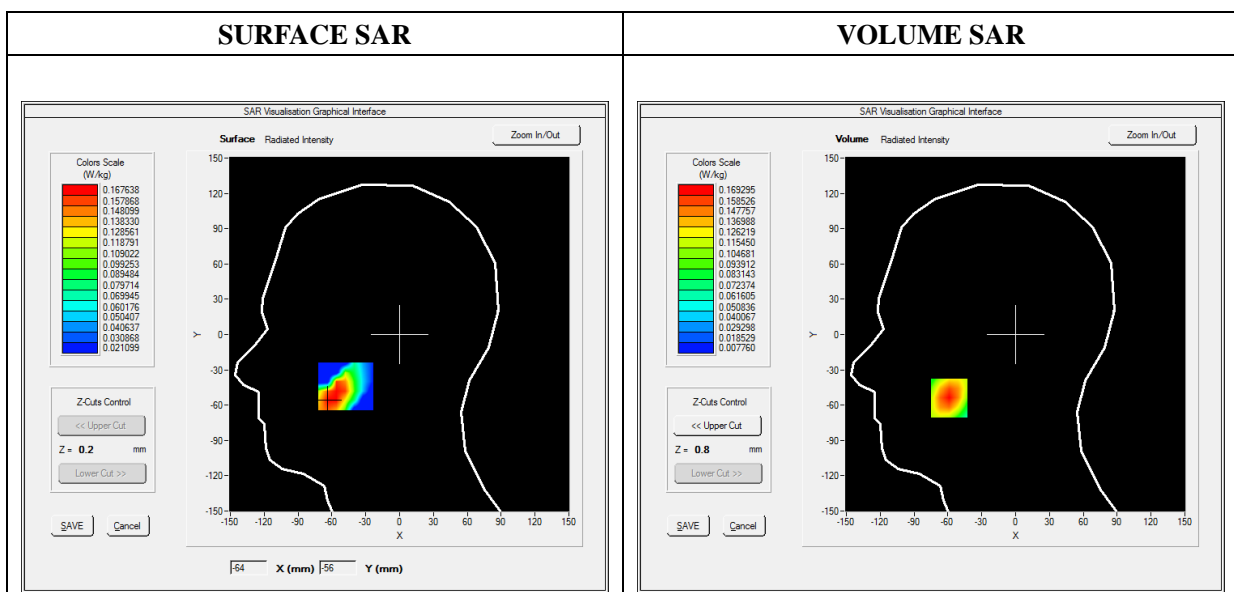 SURFACE SAR
VOLUME SAR
SAR Visualisation Graphical Interface
Surface Radiated Intensity
Zoom In/Out
Colors Scale
(W/kg)
0.167638
0.157868
0.148099
0.138330
0.128561
0.118791
0.109022
0.099253
0.089484
0.079714
0.069945
0.060176
0.050407
0.040637
0.030868
0.021099
Z-Cuts Control
<< Upper Cut
Z = 0.2 mm
Lower Cut >>
SAVE Cancel
150
120
90
60
30
0
-30
-60
-90
-120
-150
Y
-150 -120 -90 -60 -30 0 30 60 90 120 150
X
-64 X (mm) -56 Y (mm)
SAR Visualisation Graphical Interface
Volume Radiated Intensity
Zoom In/Out
Colors Scale
(W/kg)
0.169295
0.158526
0.147757
0.136988
0.126219
0.115450
0.104681
0.093912
0.083143
0.072374
0.061605
0.050836
0.040067
0.029298
0.018529
0.007760
Z-Cuts Control
<< Upper Cut
Z = 0.8 mm
Lower Cut >>
SAVE Cancel
150
120
90
60
30
0
-30
-60
-90
-120
-150
Y
-150 -120 -90 -60 -30 0 30 60 90 120 150
X